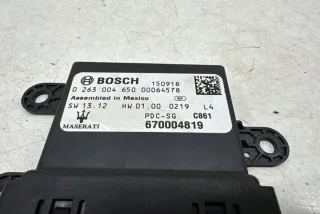 BOSCH 150918
0 263 004 650 00064578
Assembled in Mexico
SW 13.12 HW 01.00 0219 L4
PDC-SG C861
MASERATI 670004819